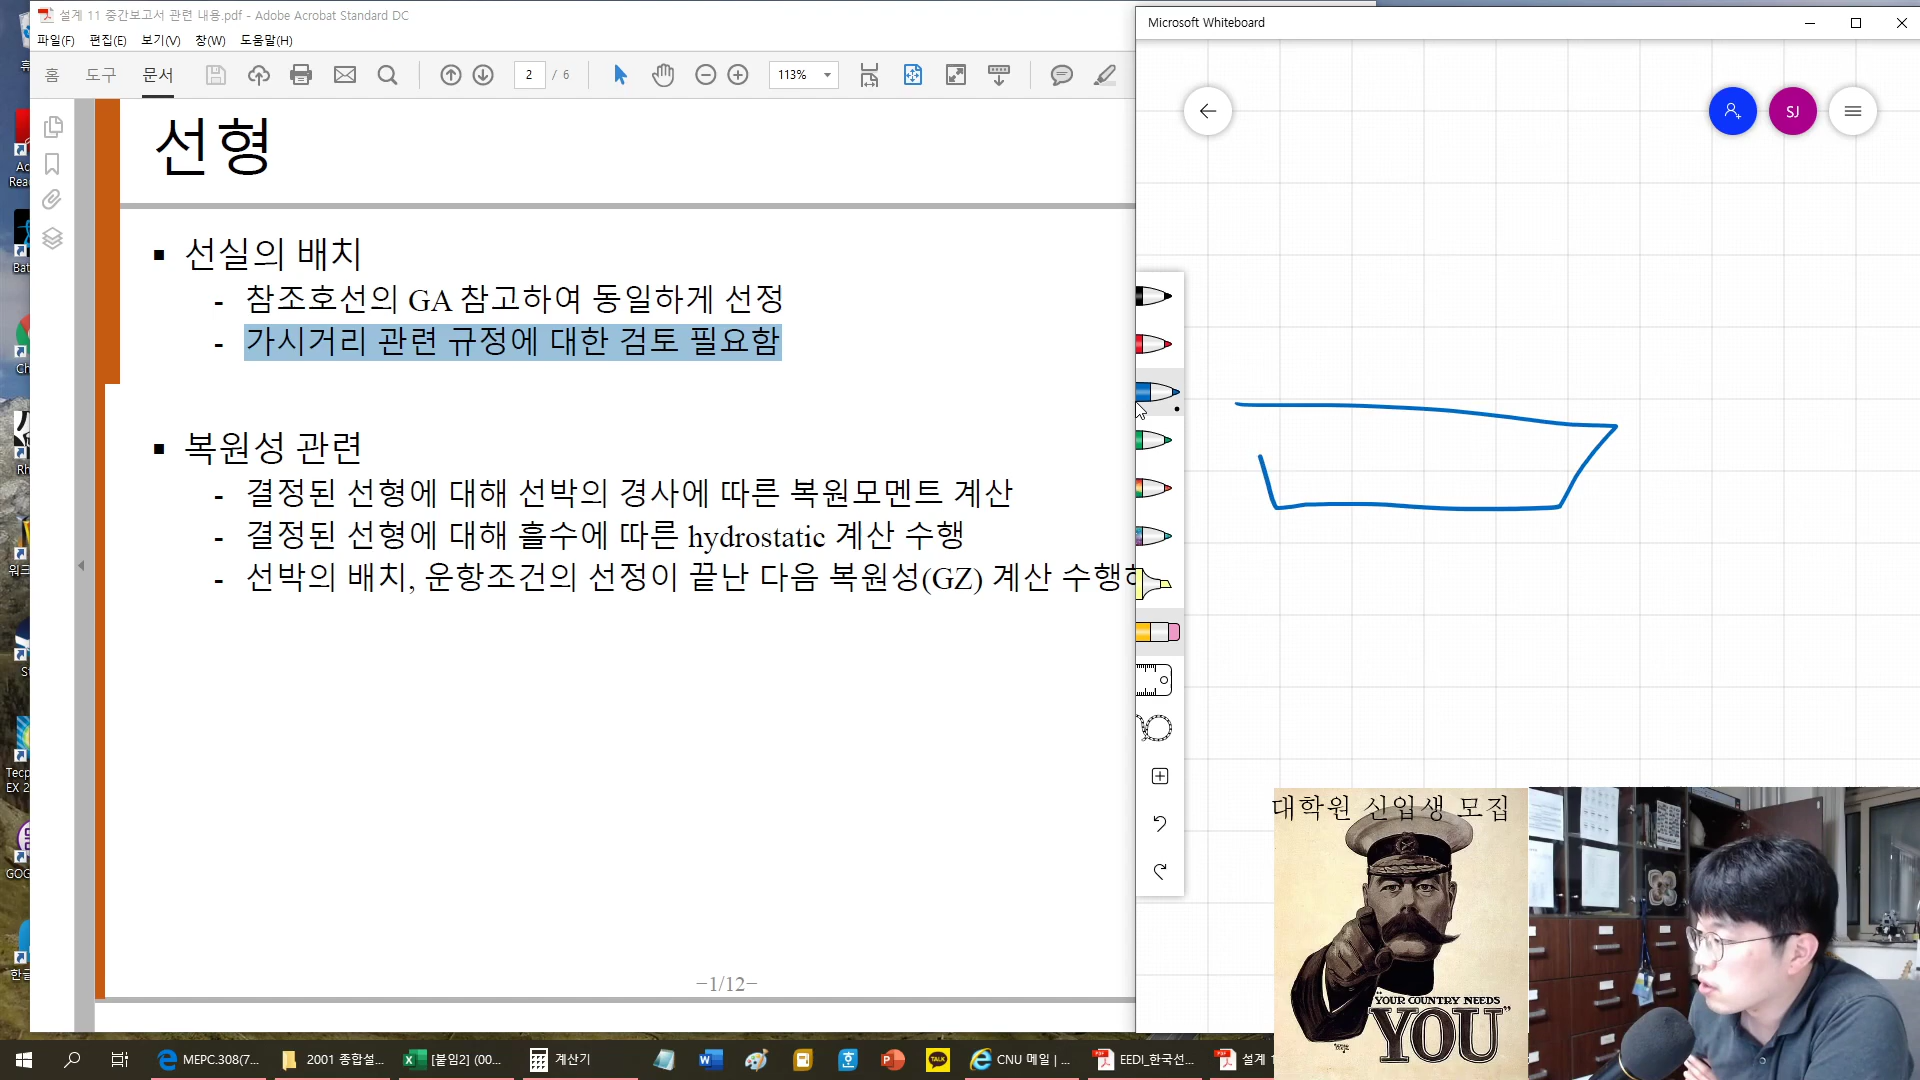 설계 11 중간보고서 관련 내용.pdf - Adobe Acrobat Standard DC
파일(F) 편집(E) 보기(V) 창(W) 도움말(H)
홈 도구 문서 2 / 6 113%
선형
■ 선실의 배치
- 참조호선의 GA 참고하여 동일하게 선정
- 가시거리 관련 규정에 대한 검토 필요함
■ 복원성 관련
- 결정된 선형에 대해 선박의 경사에 따른 복원모멘트 계산
- 결정된 선형에 대해 흘수에 따른 hydrostatic 계산 수행
- 선박의 배치, 운항조건의 선정이 끝난 다음 복원성(GZ) 계산 수행하
−1/12−
Microsoft Whiteboard
SJ
대학원 신입생 모집
"YOUR COUNTRY NEEDS
YOU"
MEPC.308(7... 2001 종합설... [붙임2] (00... 계산기 CNU 메일 | ... EEDI_한국선... 설계 1